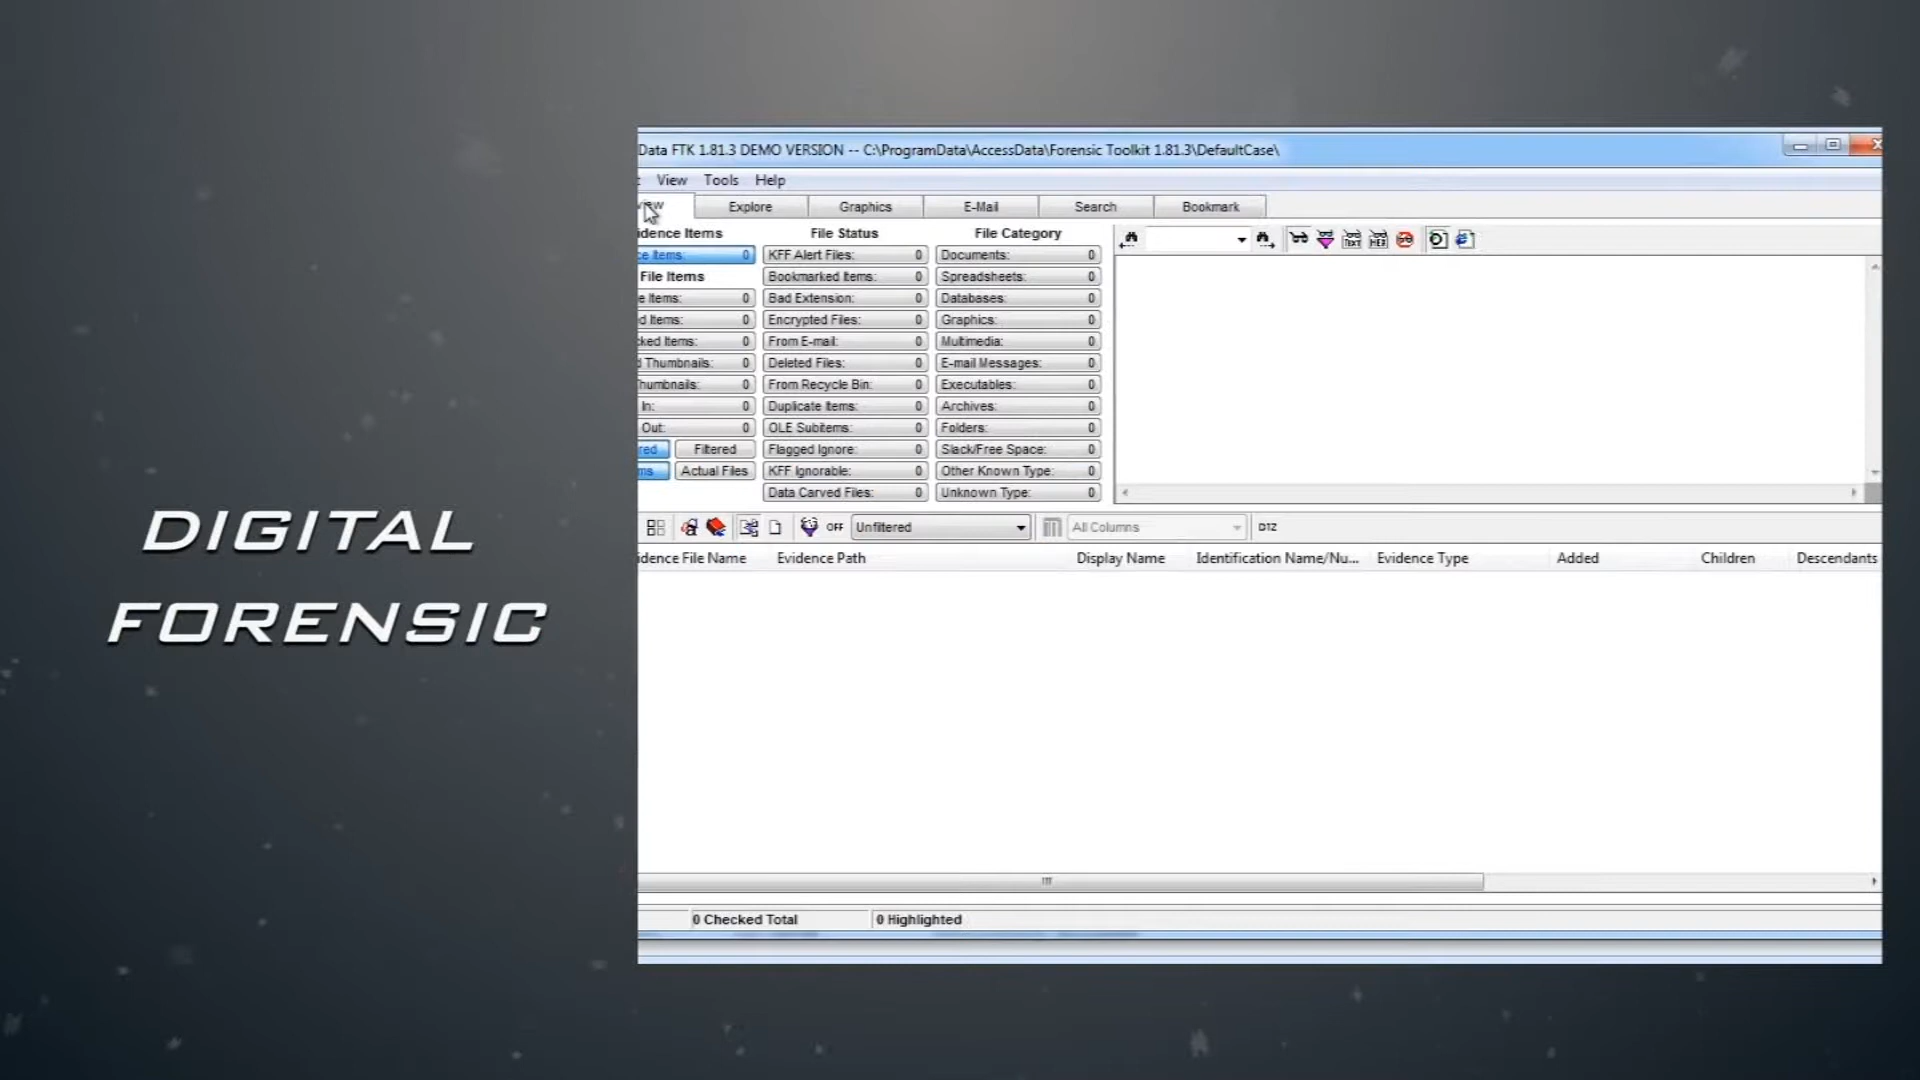 DIGITAL
FORENSIC
Data FTK 1.81.3 DEMO VERSION -- C:\ProgramData\AccessData\Forensic Toolkit 1.81.3\DefaultCase\
View Tools Help
Explore Graphics E-Mail Search Bookmark
idence Items File Status File Category
ce Items: 0 KFF Alert Files: 0 Documents: 0
File Items Bookmarked Items: 0 Spreadsheets: 0
e Items: 0 Bad Extension: 0 Databases: 0
d Items: 0 Encrypted Files: 0 Graphics: 0
cked Items: 0 From E-mail: 0 Multimedia: 0
d Thumbnails: 0 Deleted Files: 0 E-mail Messages: 0
humbnails: 0 From Recycle Bin: 0 Executables: 0
In: 0 Duplicate Items: 0 Archives: 0
Out: 0 OLE Subitems: 0 Folders: 0
red Filtered Flagged Ignore: 0 Slack/Free Space: 0
ms Actual Files KFF Ignorable: 0 Other Known Type: 0
Data Carved Files: 0 Unknown Type: 0
OFF Unfiltered All Columns DTZ
idence File Name Evidence Path Display Name Identification Name/Nu... Evidence Type Added Children Descendants
0 Checked Total 0 Highlighted